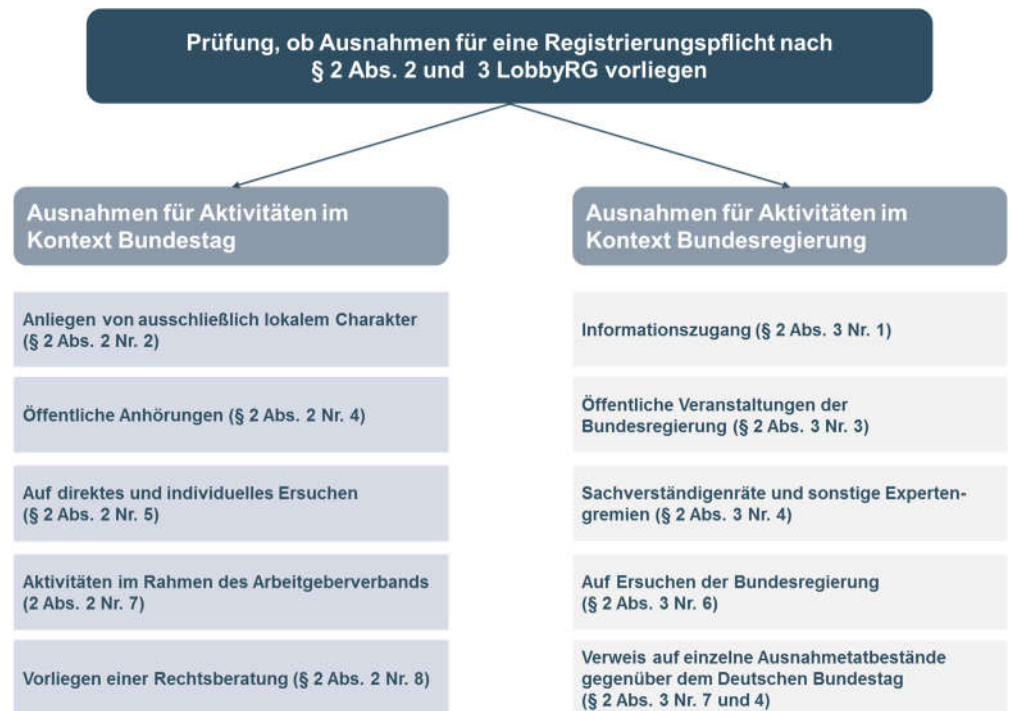 Prüfung, ob Ausnahmen für eine Registrierungspflicht nach
§ 2 Abs. 2 und 3 LobbyRG vorliegen
Ausnahmen für Aktivitäten im
Kontext Bundestag
Anliegen von ausschließlich lokalem Charakter
(§ 2 Abs. 2 Nr. 2)
Öffentliche Anhörungen (§ 2 Abs. 2 Nr. 4)
Auf direktes und individuelles Ersuchen
(§ 2 Abs. 2 Nr. 5)
Aktivitäten im Rahmen des Arbeitgeberverbands
(2 Abs. 2 Nr. 7)
Vorliegen einer Rechtsberatung (§ 2 Abs. 2 Nr. 8)
Ausnahmen für Aktivitäten im
Kontext Bundesregierung
Informationszugang (§ 2 Abs. 3 Nr. 1)
Öffentliche Veranstaltungen der
Bundesregierung (§ 2 Abs. 3 Nr. 3)
Sachverständigenräte und sonstige Experten-
gremien (§ 2 Abs. 3 Nr. 4)
Auf Ersuchen der Bundesregierung
(§ 2 Abs. 3 Nr. 6)
Verweis auf einzelne Ausnahmetatbestände
gegenüber dem Deutschen Bundestag
(§ 2 Abs. 3 Nr. 7 und 4)